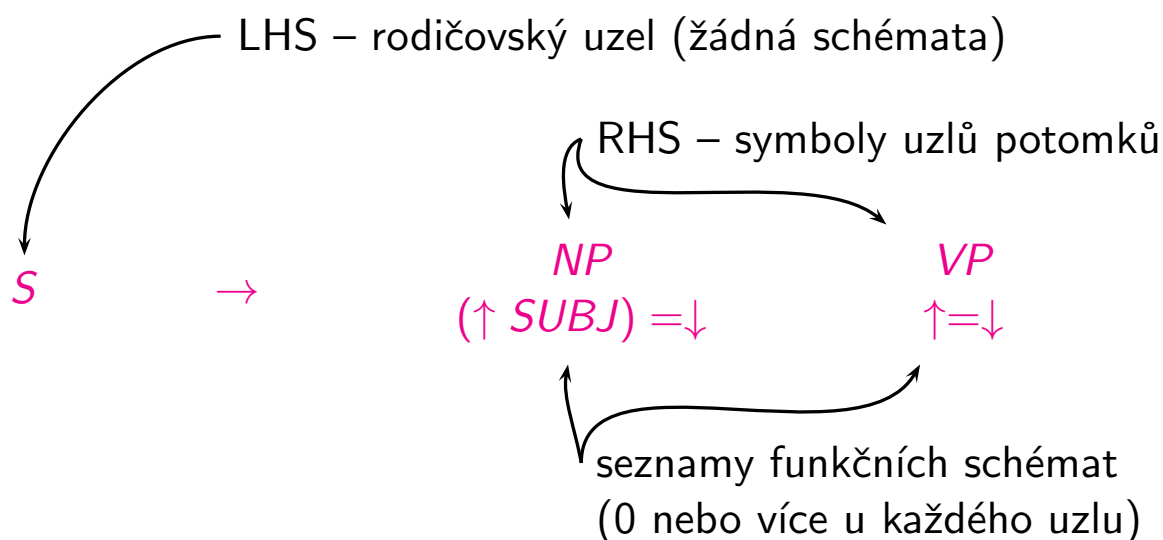 LHS – rodičovský uzel (žádná schémata)
RHS – symboly uzlů potomků
S → NP VP
(↑ SUBJ) =↓ ↑=↓
seznamy funkčních schémat
(0 nebo více u každého uzlu)